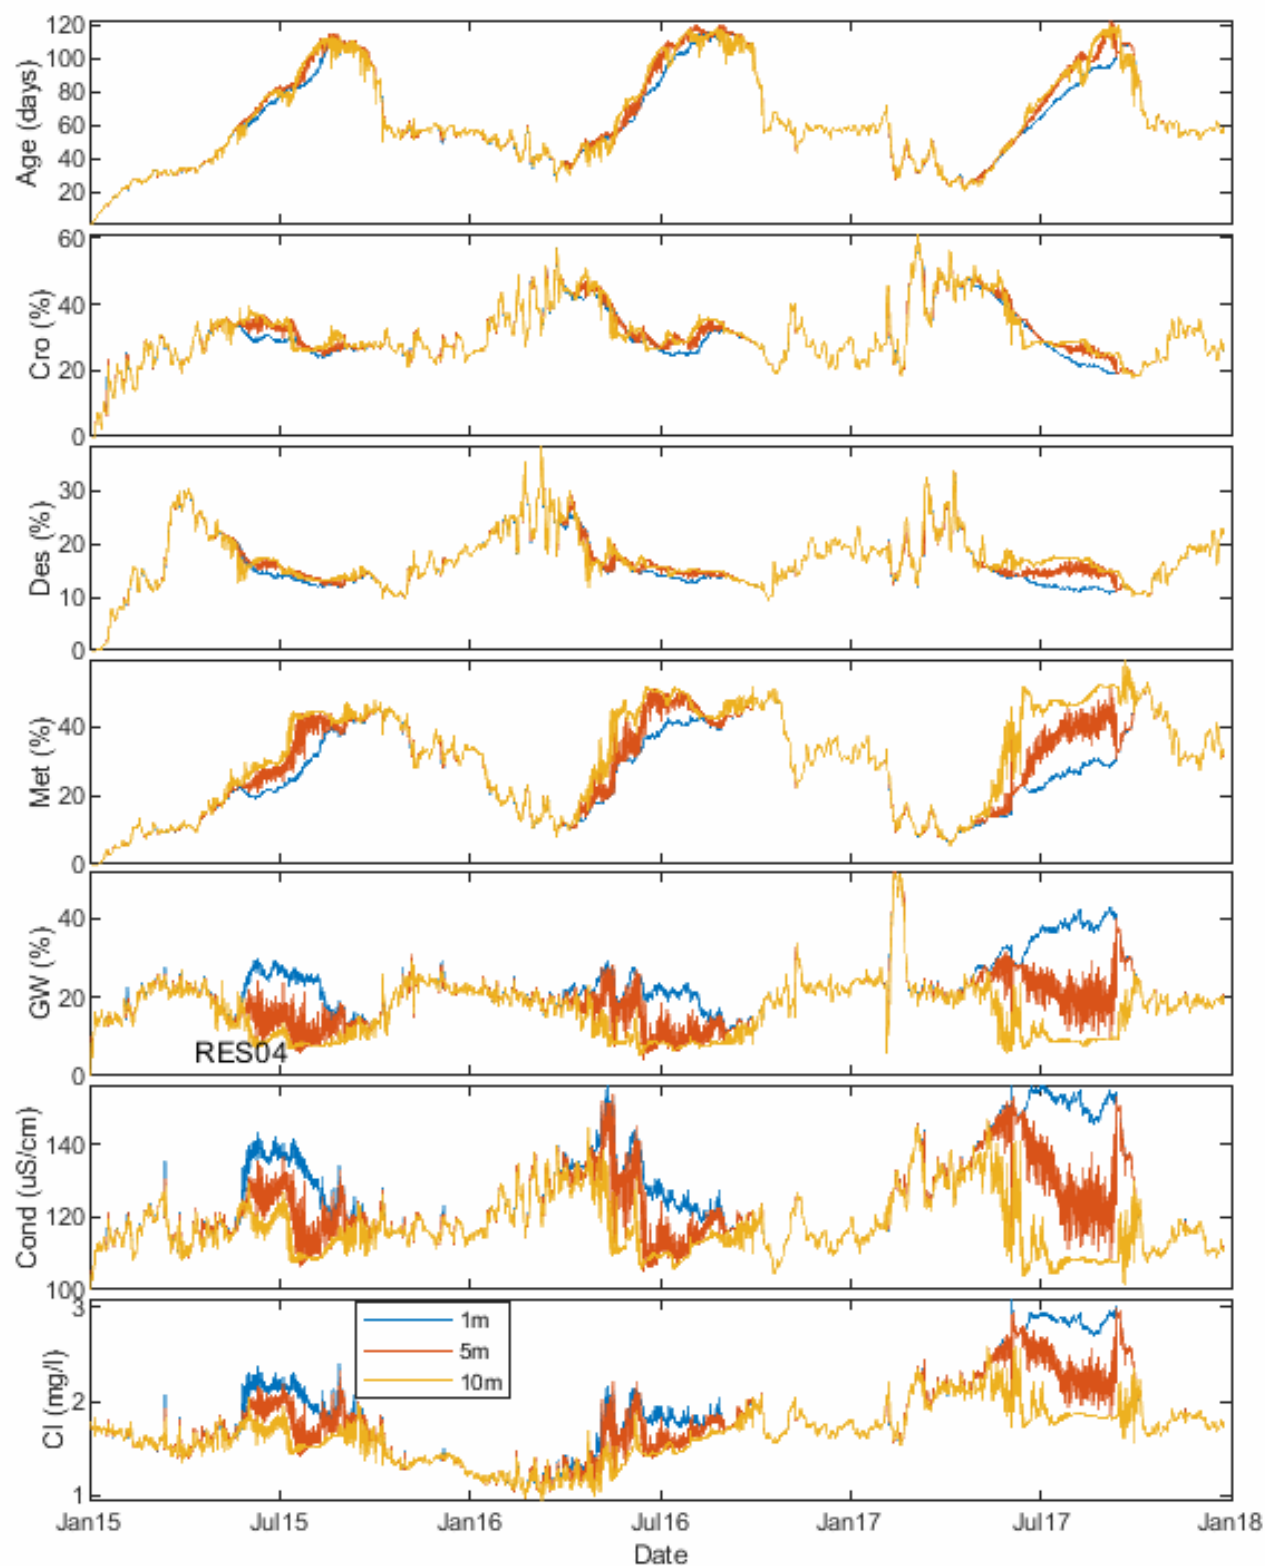 120
100
80
60
40
20
Age (days)
60
40
20
0
Cro (%)
30
20
10
0
Des (%)
40
20
0
Met (%)
40
20
0
GW (%)
RES04
140
120
100
Cond (uS/cm)
3
2
1
Cl (mg/l)
1m
5m
10m
Jan15 Jul15 Jan16 Jul16 Jan17 Jul17 Jan18
Date